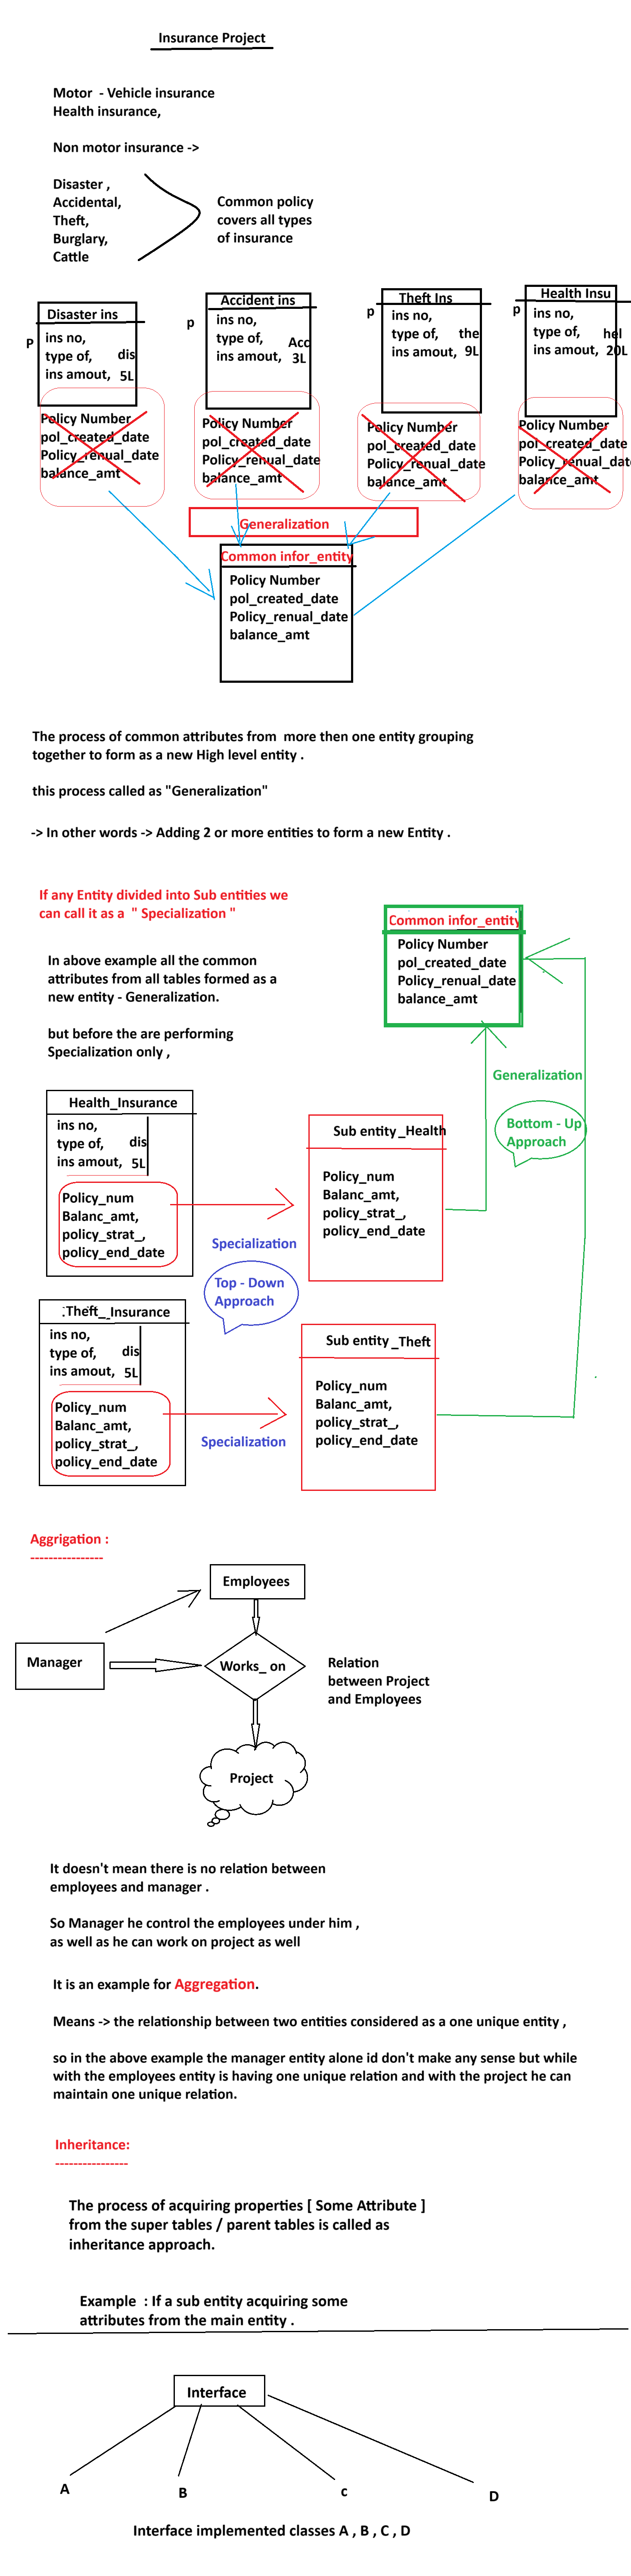 Insurance Project
Motor - Vehicle insurance
Health insurance,
Non motor insurance ->
Disaster ,
Accidental,
Theft,
Burglary,
Cattle
Common policy
covers all types
of insurance
Disaster ins
P
ins no,
type of, dis
ins amout, 5L
Policy Number
pol_created_date
Policy_renual_date
balance_amt
Accident ins
p
ins no,
type of, Acc
ins amout, 3L
Policy Number
pol_created_date
Policy_renual_date
balance_amt
Theft Ins
p
ins no,
type of, the
ins amout, 9L
Policy Number
pol_created_date
Policy_renual_date
balance_amt
Health Insu
p
ins no,
type of, hel
ins amout, 20L
Policy Number
pol_created_date
Policy_renual_dat
balance_amt
Generalization
Common infor_entity
Policy Number
pol_created_date
Policy_renual_date
balance_amt
The process of common attributes from more then one entity grouping
together to form as a new High level entity .
this process called as "Generalization"
-> In other words -> Adding 2 or more entities to form a new Entity .
If any Entity divided into Sub entities we
can call it as a " Specialization "
In above example all the common
attributes from all tables formed as a
new entity - Generalization.
but before the are performing
Specialization only ,
Common infor_entity
Policy Number
pol_created_date
Policy_renual_date
balance_amt
Generalization
Bottom - Up
Approach
Health_Insurance
ins no,
type of, dis
ins amout, 5L
Policy_num
Balanc_amt,
policy_strat_,
policy_end_date
Specialization
Top - Down
Approach
Sub entity_Health
Policy_num
Balanc_amt,
policy_strat_,
policy_end_date
Theft_Insurance
ins no,
type of, dis
ins amout, 5L
Policy_num
Balanc_amt,
policy_strat_,
policy_end_date
Specialization
Sub entity_Theft
Policy_num
Balanc_amt,
policy_strat_,
policy_end_date
Aggrigation :
----------------
Employees
Manager
Works_on
Relation
between Project
and Employees
Project
It doesn't mean there is no relation between
employees and manager .
So Manager he control the employees under him ,
as well as he can work on project as well
It is an example for Aggregation.
Means -> the relationship between two entities considered as a one unique entity ,
so in the above example the manager entity alone id don't make any sense but while
with the employees entity is having one unique relation and with the project he can
maintain one unique relation.
Inheritance:
----------------
The process of acquiring properties [ Some Attribute ]
from the super tables / parent tables is called as
inheritance approach.
Example : If a sub entity acquiring some
attributes from the main entity .
Interface
A
B
c
D
Interface implemented classes A , B , C , D